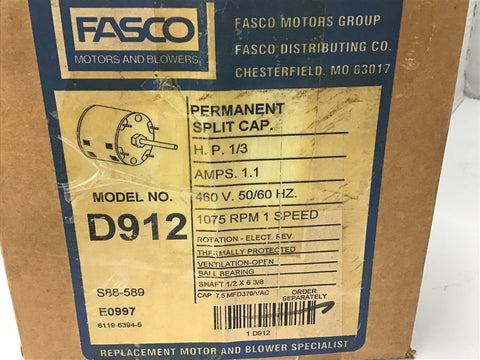 FASCO
MOTORS AND BLOWERS
FASCO MOTORS GROUP
FASCO DISTRIBUTING CO.
CHESTERFIELD, MO 63017
PERMANENT
SPLIT CAP.
H. P. 1/3
AMPS. 1.1
MODEL NO.
460 V. 50/60 HZ.
D912
1075 RPM 1 SPEED
ROTATION - ELECT. REV.
THERMALLY PROTECTED
VENTILATION-OPEN
BALL BEARING
SHAFT 1/2 X 6 3/8
CAP 7.5 MFD370/VAC
ORDER
SEPARATELY
S88-589
E0997
6119-6394-5
1 D912
REPLACEMENT MOTOR AND BLOWER SPECIALIST